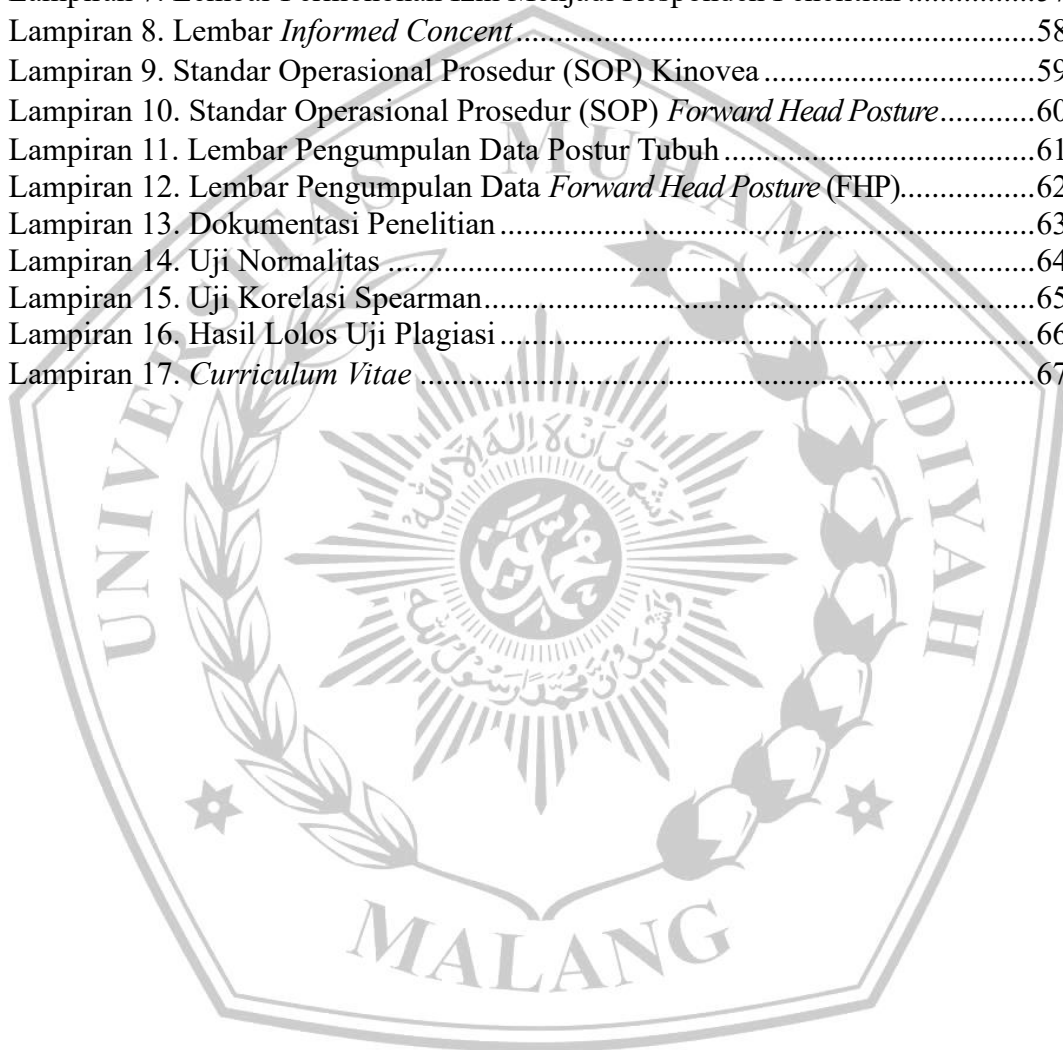 Lampiran 8. Lembar Informed Concent....................................................................58
Lampiran 9. Standar Operasional Prosedur (SOP) Kinovea...................................59
Lampiran 10. Standar Operasional Prosedur (SOP) Forward Head Posture............60
Lampiran 11. Lembar Pengumpulan Data Postur Tubuh........................................61
Lampiran 12. Lembar Pengumpulan Data Forward Head Posture (FHP)................62
Lampiran 13. Dokumentasi Penelitian....................................................................63
Lampiran 14. Uji Normalitas..................................................................................64
Lampiran 15. Uji Korelasi Spearman......................................................................65
Lampiran 16. Hasil Lolos Uji Plagiasi....................................................................66
Lampiran 17. Curriculum Vitae..............................................................................67
UNIVERSITAS MUHAMMADIYAH
MALANG